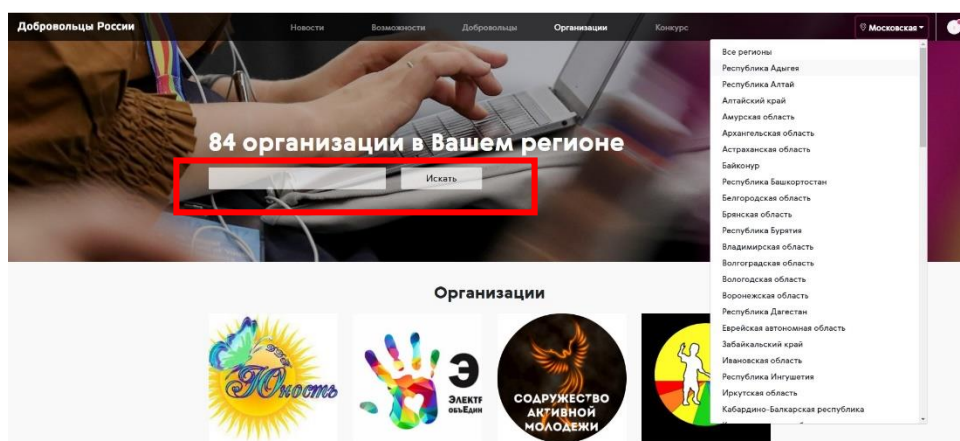 Добровольцы России
Новости
Возможности
Добровольцы
Организации
Конкурс
Московская
Все регионы
Республика Адыгея
Республика Алтай
Алтайский край
Амурская область
Архангельская область
Астраханская область
Байконур
Республика Башкортостан
Белгородская область
Брянская область
Республика Бурятия
Владимирская область
Волгоградская область
Вологодская область
Воронежская область
Республика Дагестан
Еврейская автономная область
Забайкальский край
Ивановская область
Республика Ингушетия
Иркутская область
Кабардино-Балкарская республика
84 организации в Вашем регионе
Искать
Организации
Юность
Э
ЭЛЕКТР
ОБЪЕДИН
СОДРУЖЕСТВО
АКТИВНОЙ
МОЛОДЕЖИ